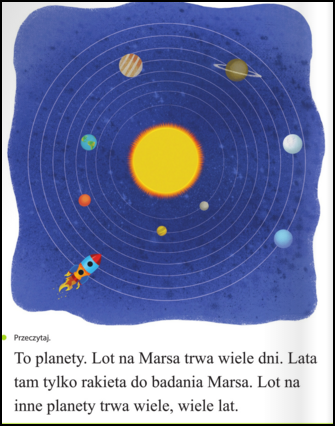 Przeczytaj.
To planety. Lot na Marsa trwa wiele dni. Lata
tam tylko rakieta do badania Marsa. Lot na
inne planety trwa wiele, wiele lat.